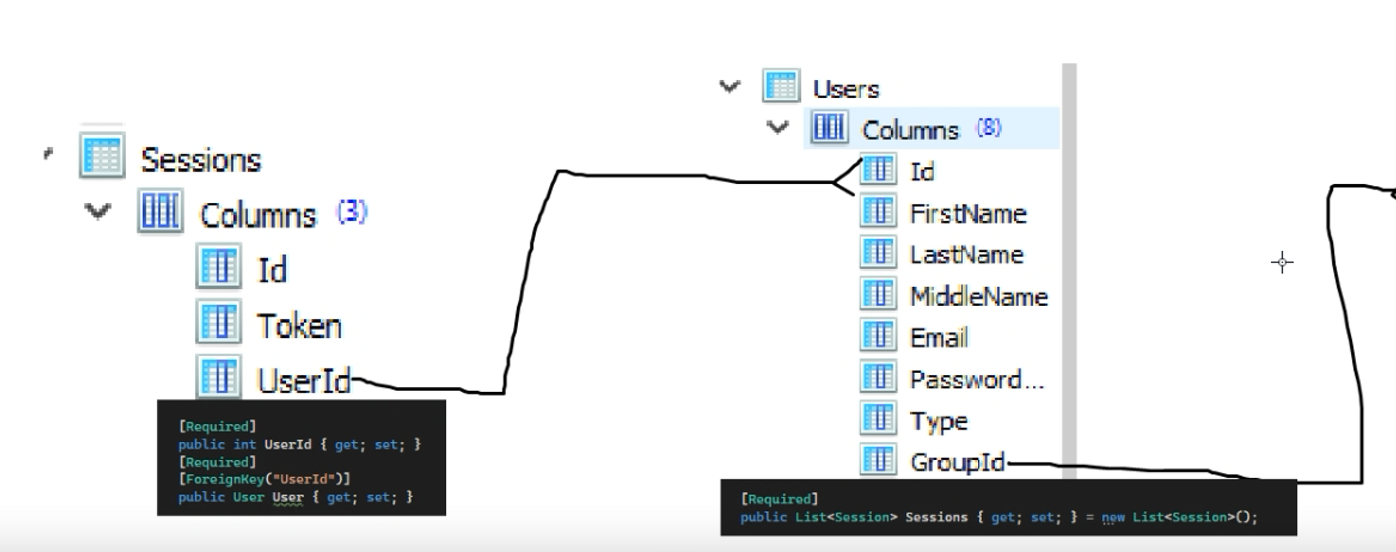 Sessions
Columns (3)
Id
Token
UserId
[Required]
public int UserId { get; set; }
[Required]
[ForeignKey("UserId")]
public User User { get; set; }
Users
Columns (8)
Id
FirstName
LastName
MiddleName
Email
Password...
Type
GroupId
[Required]
public List<Session> Sessions { get; set; } = new List<Session>();